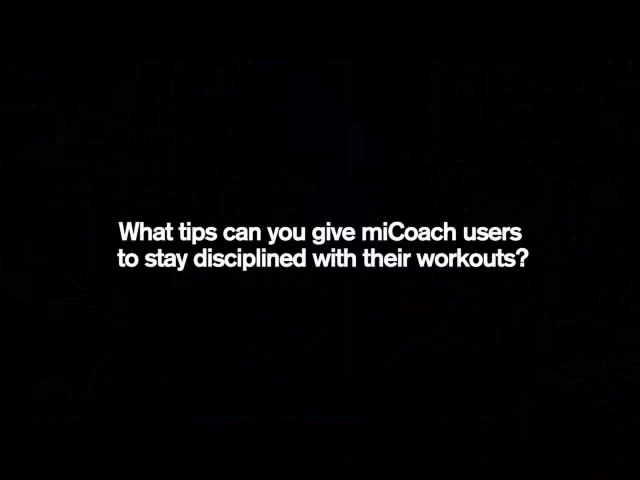 What tips can you give miCoach users
to stay disciplined with their workouts?